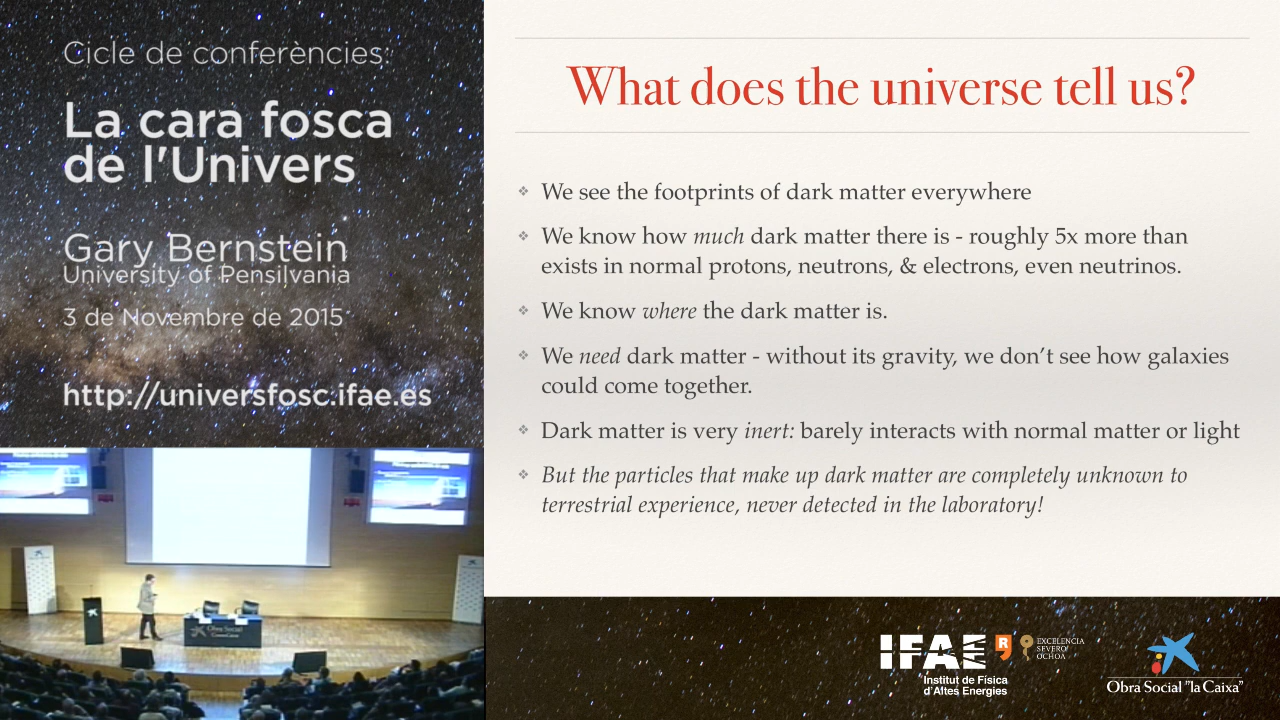 Cicle de conferències:
La cara fosca
de l'Univers
Gary Bernstein
University of Pensilvania
3 de Novembre de 2015
http://universfosc.ifae.es
What does the universe tell us?
We see the footprints of dark matter everywhere
We know how much dark matter there is - roughly 5x more than
exists in normal protons, neutrons, & electrons, even neutrinos.
We know where the dark matter is.
We need dark matter - without its gravity, we don't see how galaxies
could come together.
Dark matter is very inert: barely interacts with normal matter or light
But the particles that make up dark matter are completely unknown to
terrestrial experience, never detected in the laboratory!
Obra Social
IFAE
Institut de Física
d'Altes Energies
R
EXCELENCIA
SEVERO
OCHOA
Obra Social "la Caixa"